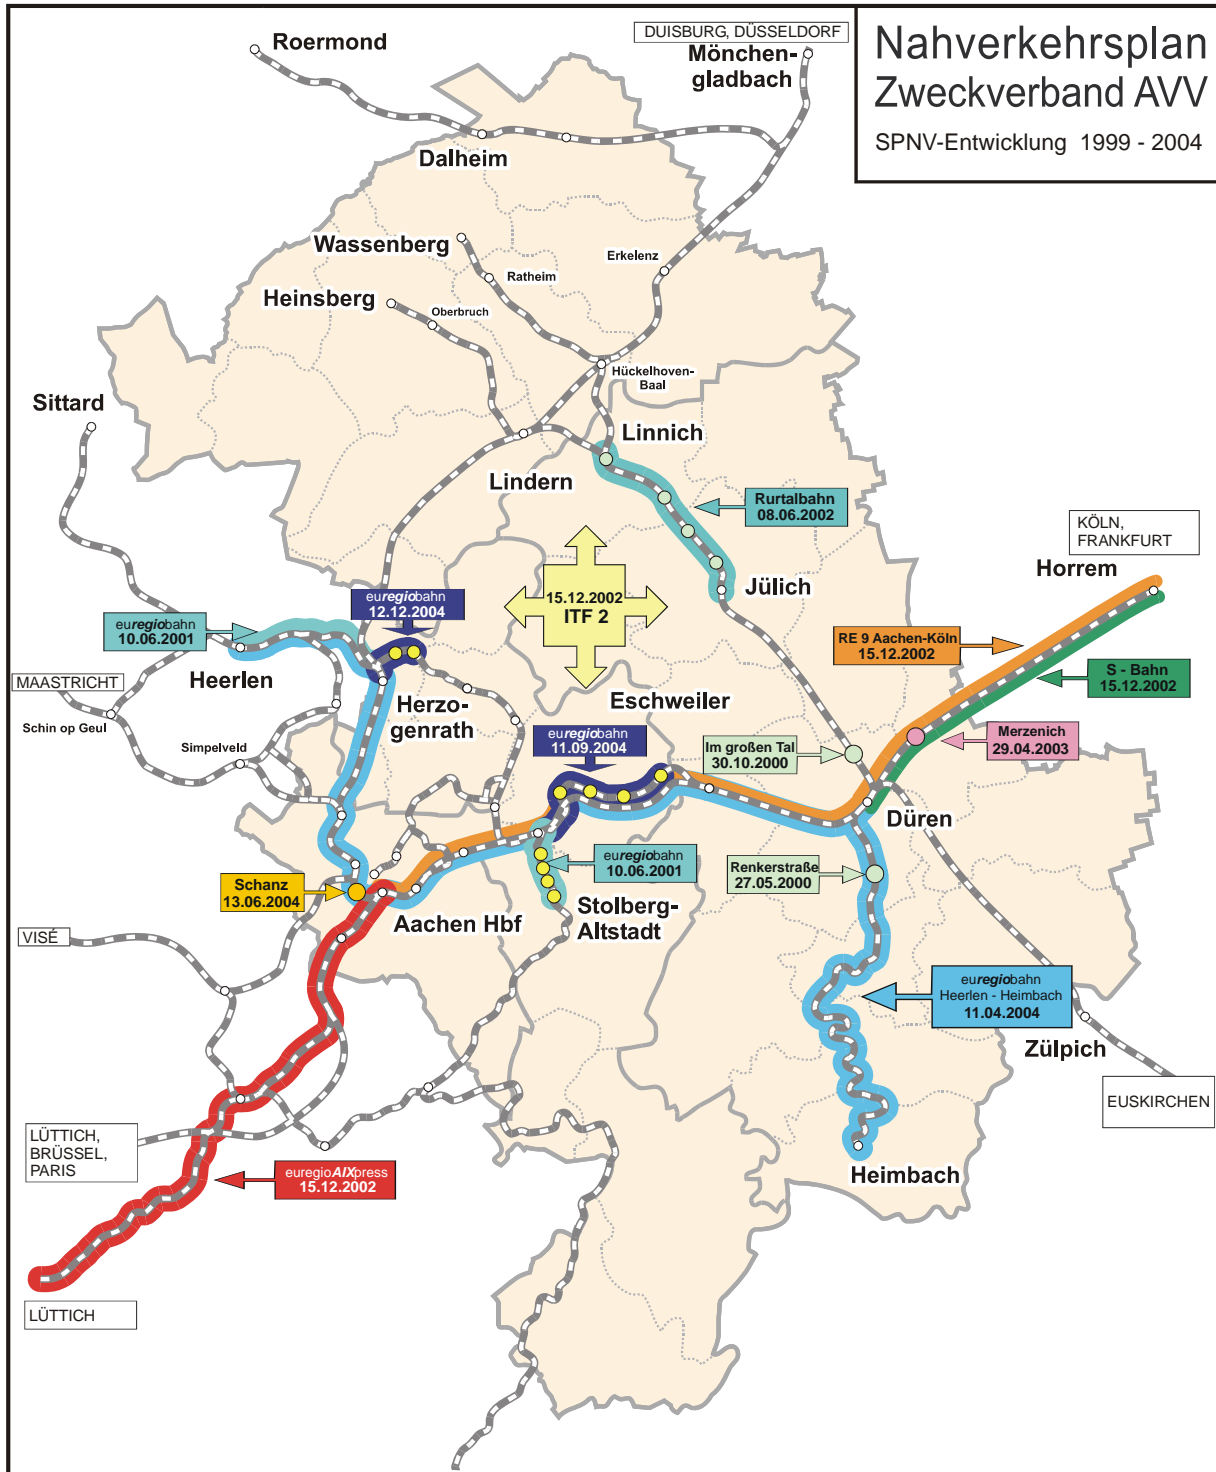 Nahverkehrsplan
Zweckverband AVV
SPNV-Entwicklung 1999 - 2004
DUISBURG, DÜSSELDORF
Roermond
Mönchen-
gladbach
Dalheim
Wassenberg
Erkelenz
Ratheim
Heinsberg
Oberbruch
Hückelhoven-
Baal
Sittard
Linnich
Lindern
Rurtalbahn
08.06.2002
KÖLN,
FRANKFURT
Horrem
Jülich
15.12.2002
ITF 2
euregiobahn
12.12.2004
euregiobahn
10.06.2001
RE 9 Aachen-Köln
15.12.2002
S - Bahn
15.12.2002
MAASTRICHT
Heerlen
Schin op Geul
Herzo-
genrath
Eschweiler
Simpelveld
euregiobahn
11.09.2004
Im großen Tal
30.10.2000
Merzenich
29.04.2003
Düren
euregiobahn
10.06.2001
Renkerstraße
27.05.2000
Schanz
13.06.2004
Aachen Hbf
Stolberg-
Altstadt
VISÉ
euregiobahn
Heerlen - Heimbach
11.04.2004
Zülpich
EUSKIRCHEN
LÜTTICH,
BRÜSSEL,
PARIS
euregioAIXpress
15.12.2002
Heimbach
LÜTTICH